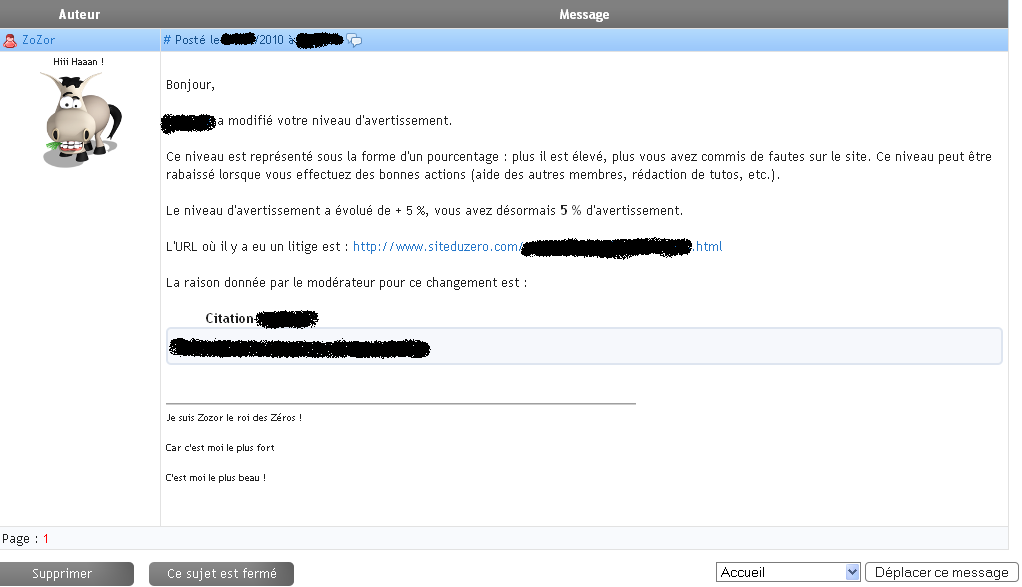 Auteur Message
ZoZor # Posté le /2010 à
Hiii Haaan !
Bonjour,
a modifié votre niveau d'avertissement.
Ce niveau est représenté sous la forme d'un pourcentage : plus il est élevé, plus vous avez commis de fautes sur le site. Ce niveau peut être
rabaissé lorsque vous effectuez des bonnes actions (aide des autres membres, rédaction de tutos, etc.).
Le niveau d'avertissement a évolué de + 5 %, vous avez désormais 5 % d'avertissement.
L'URL où il y a eu un litige est : http://www.siteduzero.com/ .html
La raison donnée par le modérateur pour ce changement est :
Citation
Je suis Zozor le roi des Zéros !
Car c'est moi le plus fort
C'est moi le plus beau !
Page : 1
Supprimer Ce sujet est fermé Accueil Déplacer ce message